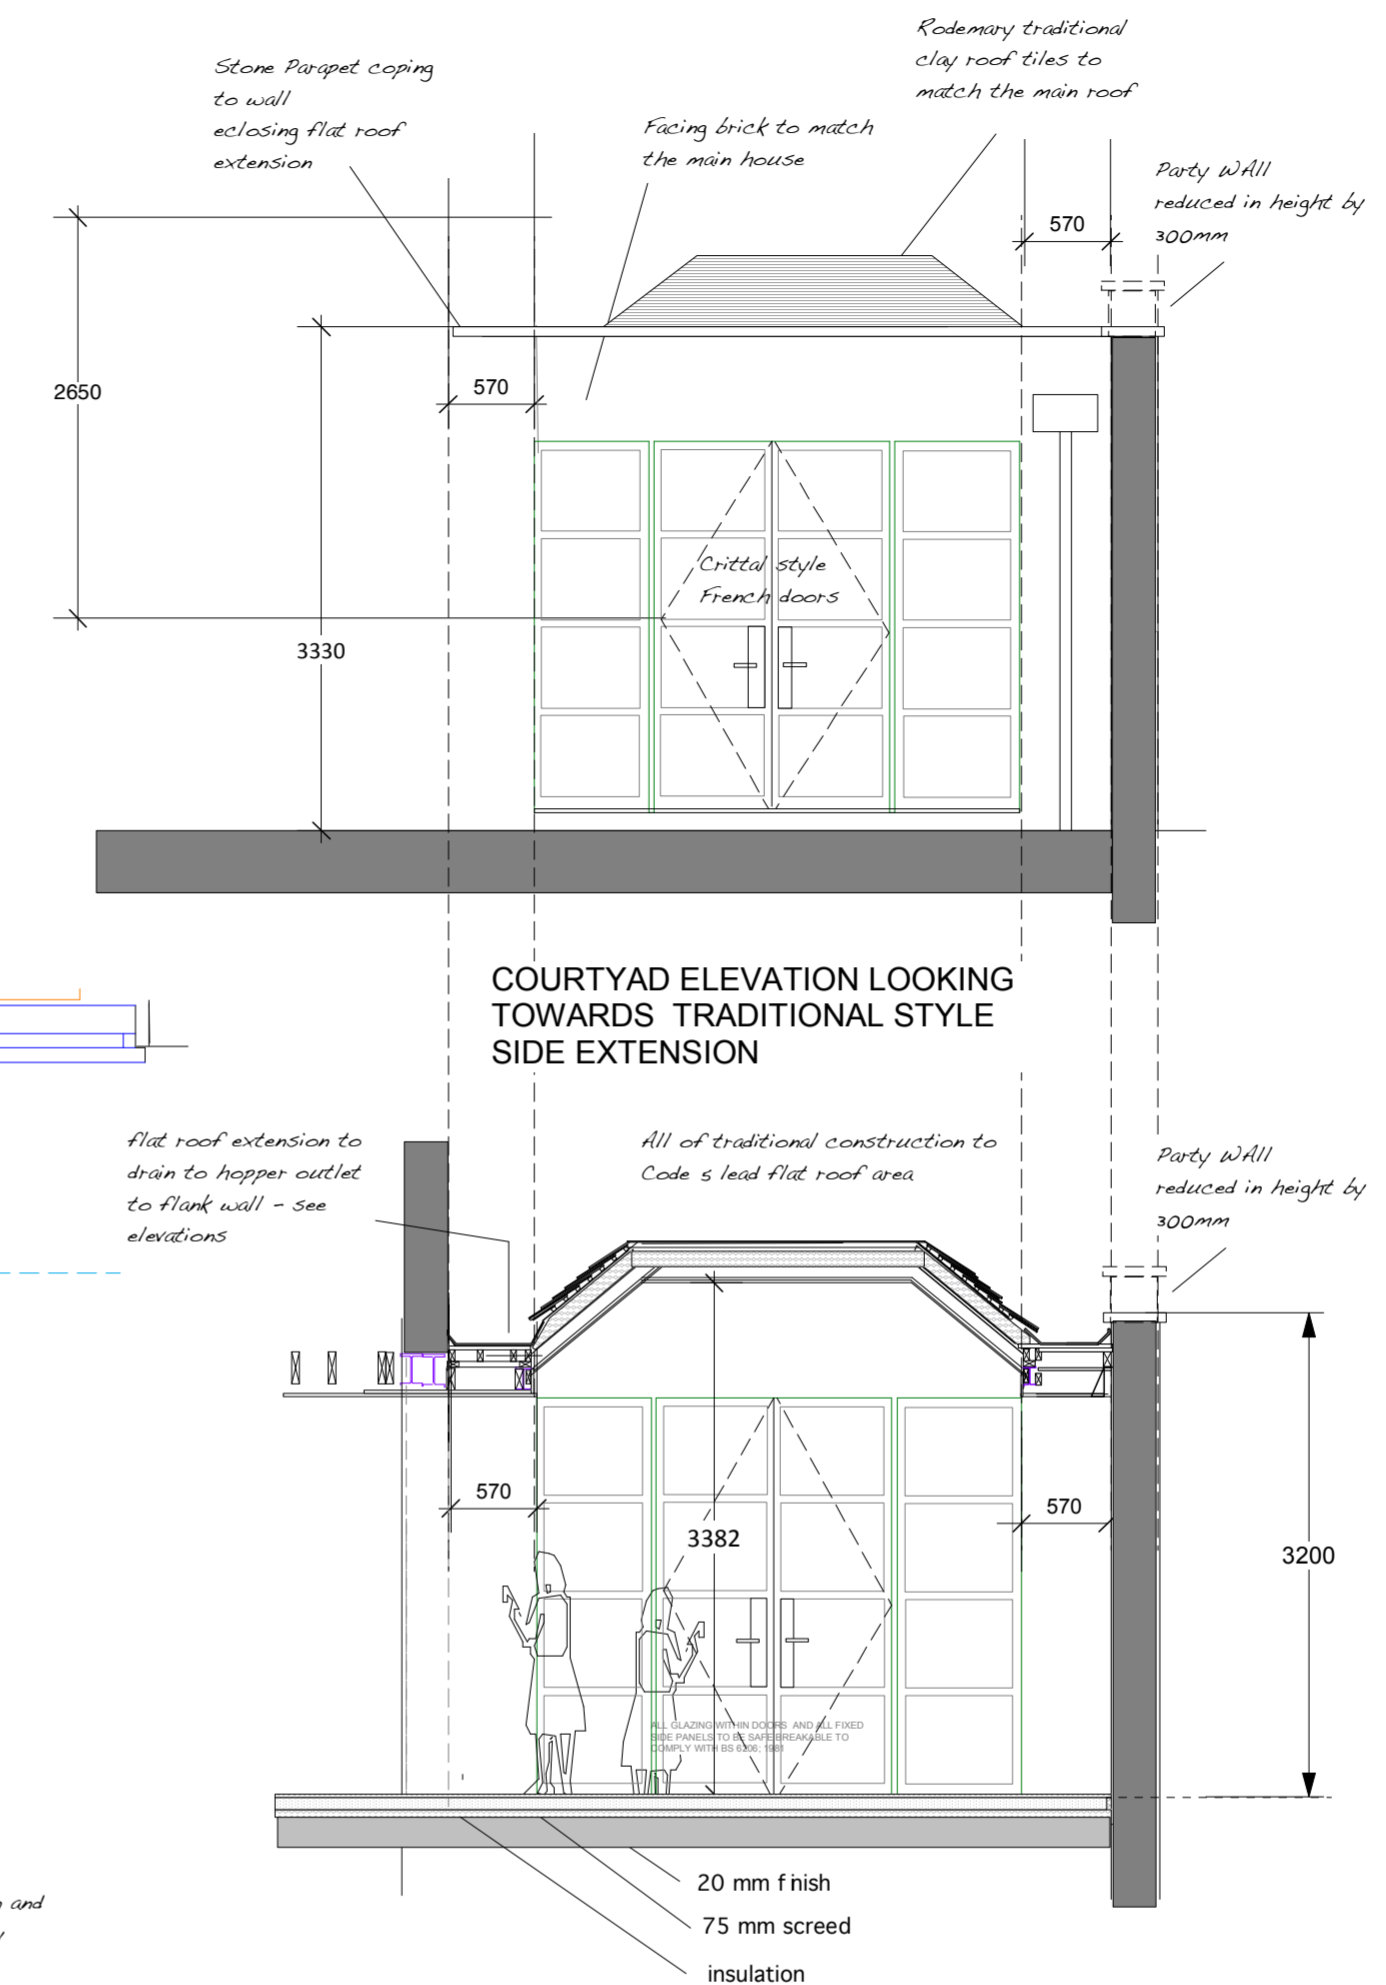 Rodemary traditional
clay roof tiles to
match the main roof
Stone Parapet coping
to wall
eclosing flat roof
extension
Facing brick to match
the main house
Party WAll
reduced in height by
300mm
570
2650
570
Crittal style
French doors
3330
COURTYAD ELEVATION LOOKING
TOWARDS TRADITIONAL STYLE
SIDE EXTENSION
flat roof extension to
drain to hopper outlet
to flank wall - see
elevations
All of traditional construction to
Code 5 lead flat roof area
Party WAll
reduced in height by
300mm
570
570
3382
3200
ALL GLAZING WITHIN DOORS AND ALL FIXED
SIDE PANELS TO BE SAFE BREAKABLE TO
COMPLY WITH BS 6206; 1981
20 mm finish
and
75 mm screed
insulation